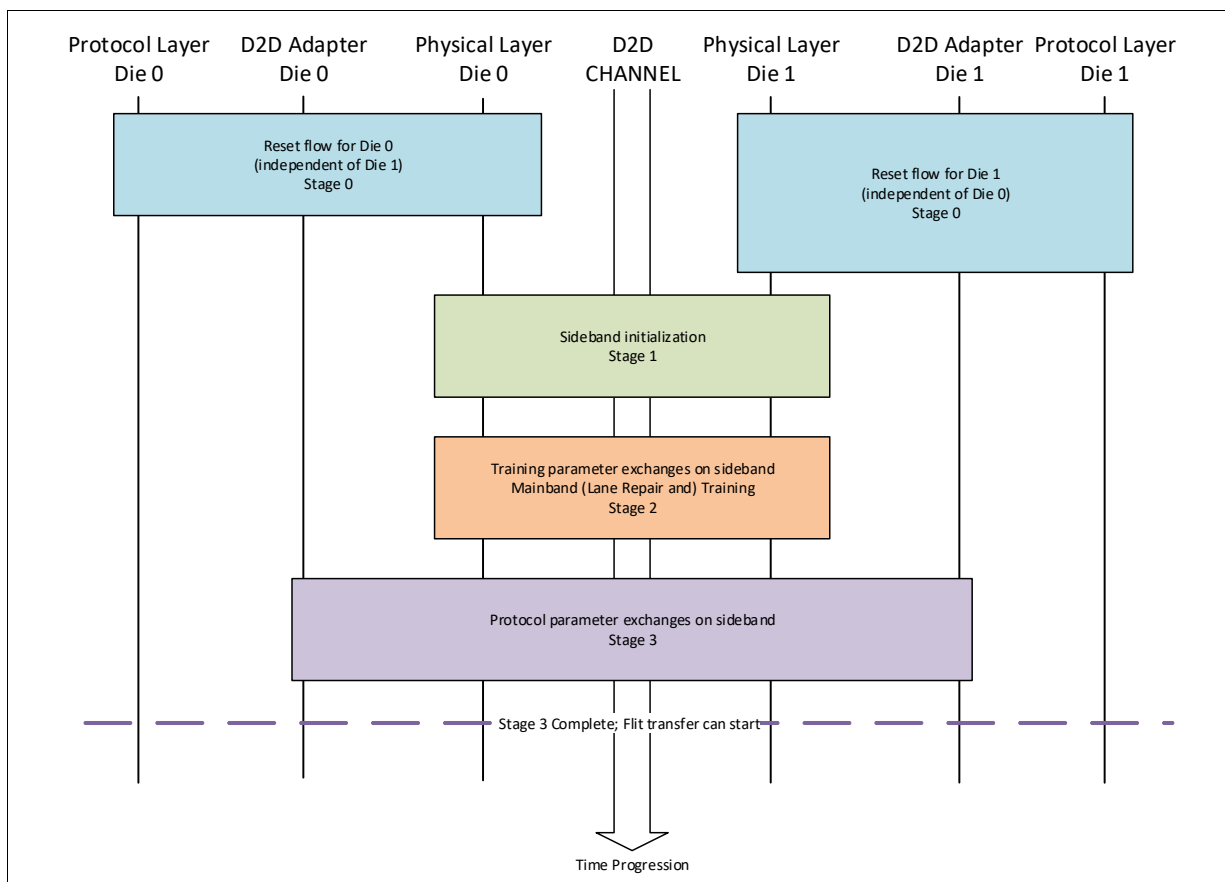 Protocol Layer
Die 0
D2D Adapter
Die 0
Physical Layer
Die 0
D2D
CHANNEL
Physical Layer
Die 1
D2D Adapter
Die 1
Protocol Layer
Die 1
Reset flow for Die 0
(independent of Die 1)
Stage 0
Reset flow for Die 1
(independent of Die 0)
Stage 0
Sideband initialization
Stage 1
Training parameter exchanges on sideband
Mainband (Lane Repair and) Training
Stage 2
Protocol parameter exchanges on sideband
Stage 3
Stage 3 Complete; Flit transfer can start
Time Progression